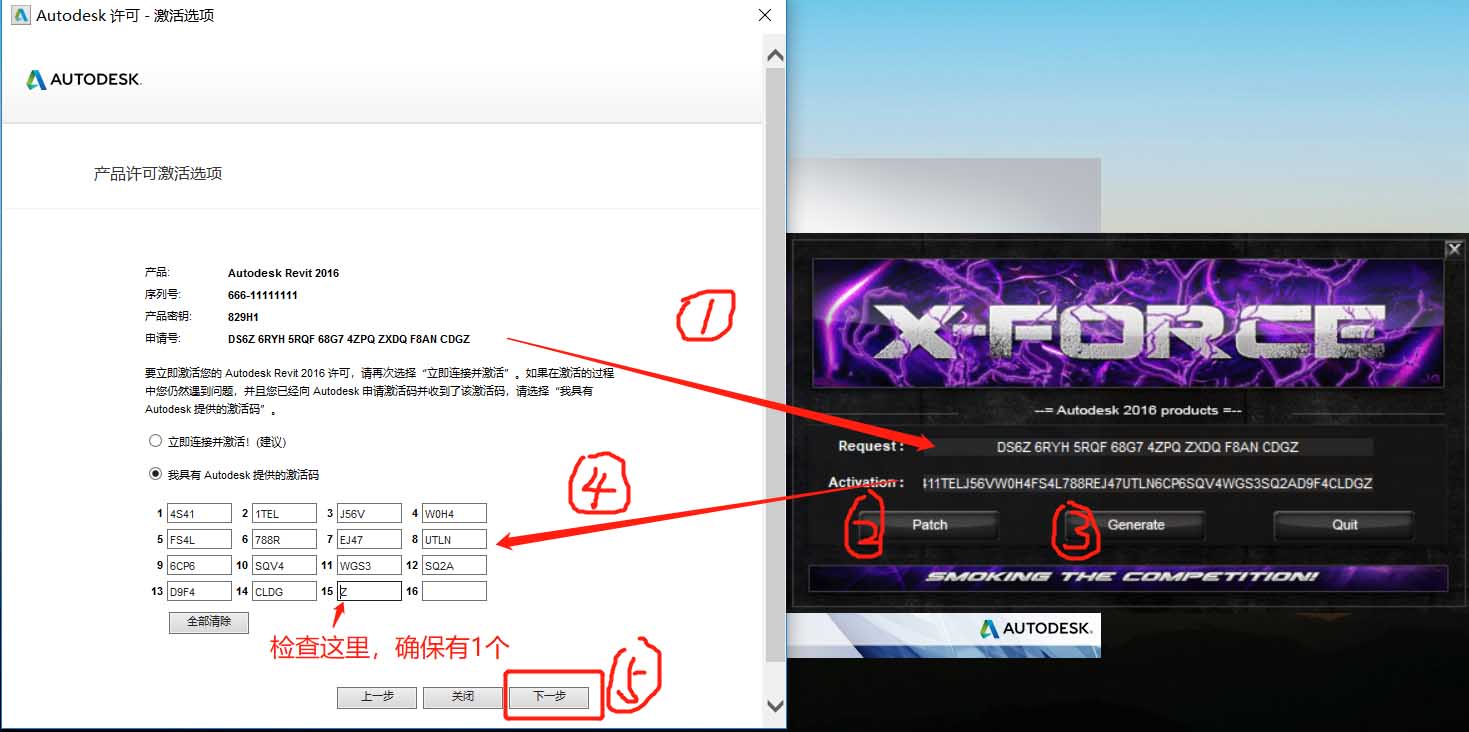 Autodesk 许可 - 激活选项
AUTODESK.
产品许可激活选项
产品: Autodesk Revit 2016
序列号: 666-11111111
产品密钥: 829H1
申请号: DS6Z 6RYH 5RQF 68G7 4ZPQ ZXDQ F8AN CDGZ
要立即激活您的 Autodesk Revit 2016 许可，请再次选择“立即连接并激活”。如果在激活的过程
中您仍然遇到问题，并且您已经向 Autodesk 申请激活码并收到了该激活码，请选择“我具有
Autodesk 提供的激活码”。
立即连接并激活! (建议)
我具有 Autodesk 提供的激活码
1 4S41 2 1TEL 3 J56V 4 W0H4
5 FS4L 6 788R 7 EJ47 8 UTLN
9 6CP6 10 SQV4 11 WGS3 12 SQ2A
13 D9F4 14 CLDG 15 Z 16
全部清除
检查这里，确保有1个
上一步 关闭 下一步
1
4
5
X-FORCE
--= Autodesk 2016 products =--
Request : DS6Z 6RYH 5RQF 68G7 4ZPQ ZXDQ F8AN CDGZ
Activation : 411TELJ56VW0H4FS4L788REJ47UTLN6CP6SQV4WGS3SQ2AD9F4CLDGZ
2 Patch 3 Generate Quit
SMOKING THE COMPETITION!
AUTODESK.